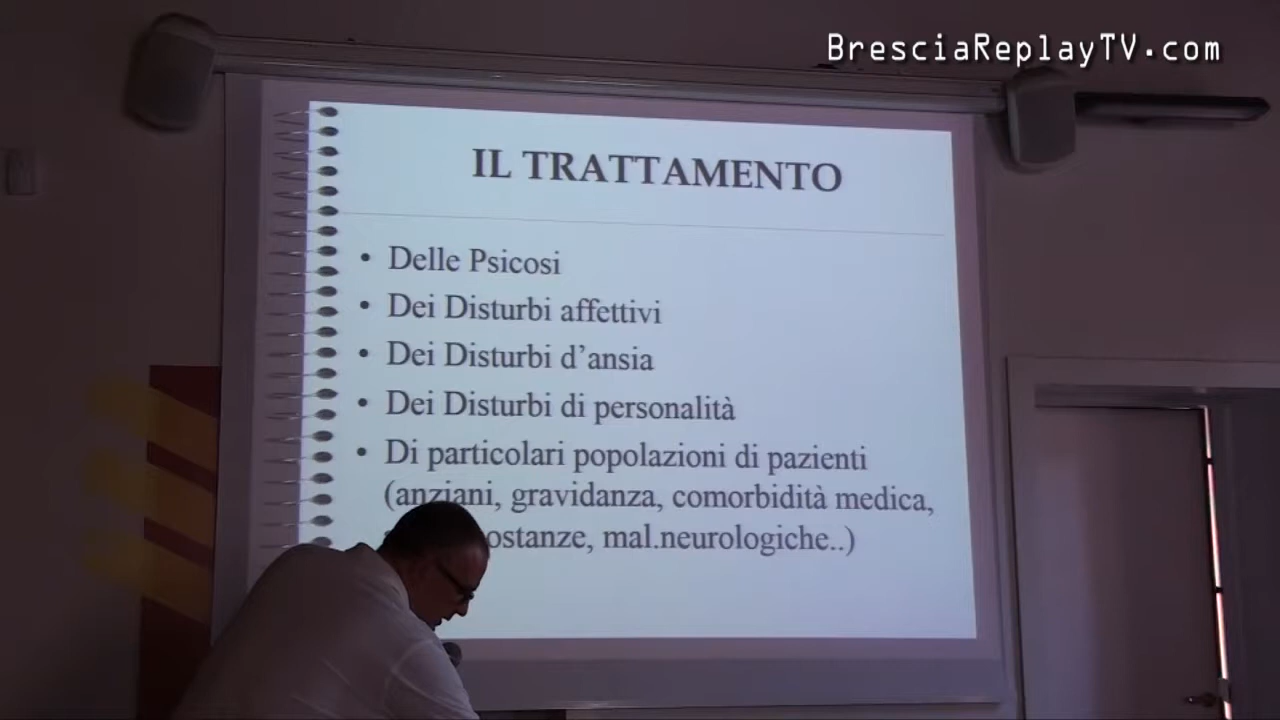 BresciaReplayTV.com
IL TRATTAMENTO
• Delle Psicosi
• Dei Disturbi affettivi
• Dei Disturbi d'ansia
• Dei Disturbi di personalità
• Di particolari popolazioni di pazienti
(anziani, gravidanza, comorbidità medica,
mal.neurologiche..)